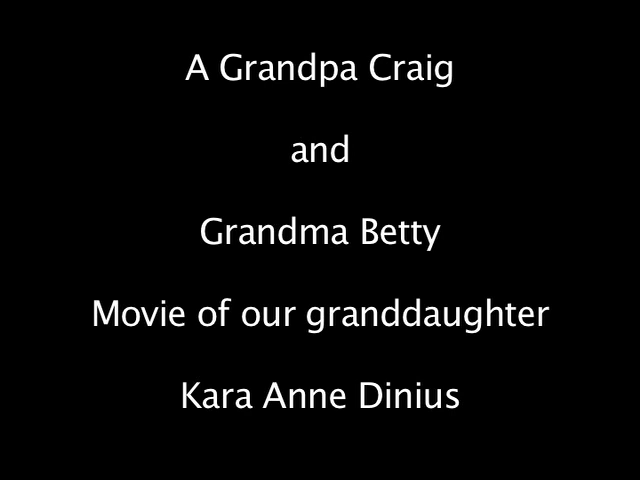 A Grandpa Craig
and
Grandma Betty
Movie of our granddaughter
Kara Anne Dinius